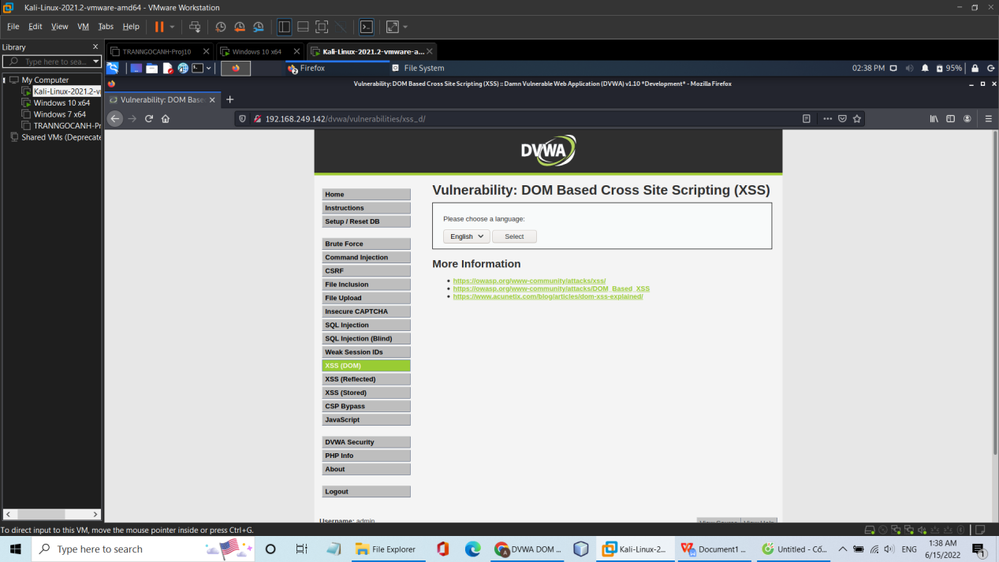 Kali-Linux-2021.2-vmware-amd64 - VMware Workstation
File Edit View VM Tabs Help
Library
Type here to sea...
TRANNGOCANH-Proj10
Windows 10 x64
Kali-Linux-2021.2-vmware-a...
My Computer
Kali-Linux-2021.2-v
Windows 10 x64
Windows 7 x64
TRANNGOCANH-Pr
Shared VMs (Deprecate
Firefox
File System
02:38 PM
95%
Vulnerability: DOM Based Cross Site Scripting (XSS) :: Damn Vulnerable Web Application (DVWA) v1.10 *Development* - Mozilla Firefox
Vulnerability: DOM Base
192.168.249.142/dvwa/vulnerabilities/xss_d/
DVWA
Home
Instructions
Setup / Reset DB
Brute Force
Command Injection
CSRF
File Inclusion
File Upload
Insecure CAPTCHA
SQL Injection
SQL Injection (Blind)
Weak Session IDs
XSS (DOM)
XSS (Reflected)
XSS (Stored)
CSP Bypass
JavaScript
DVWA Security
PHP Info
About
Logout
Username: admin
Vulnerability: DOM Based Cross Site Scripting (XSS)
Please choose a language:
English
Select
More Information
https://owasp.org/www-community/attacks/xss/
https://owasp.org/www-community/attacks/DOM_Based_XSS
https://www.acunetix.com/blog/articles/dom-xss-explained/
View Source View Help
To direct input to this VM, move the mouse pointer inside or press Ctrl+G.
Type here to search
File Explorer
DVWA DOM ...
Kali-Linux-2...
Document1 ...
Untitled - Cố...
ENG
1:38 AM
6/15/2022
1